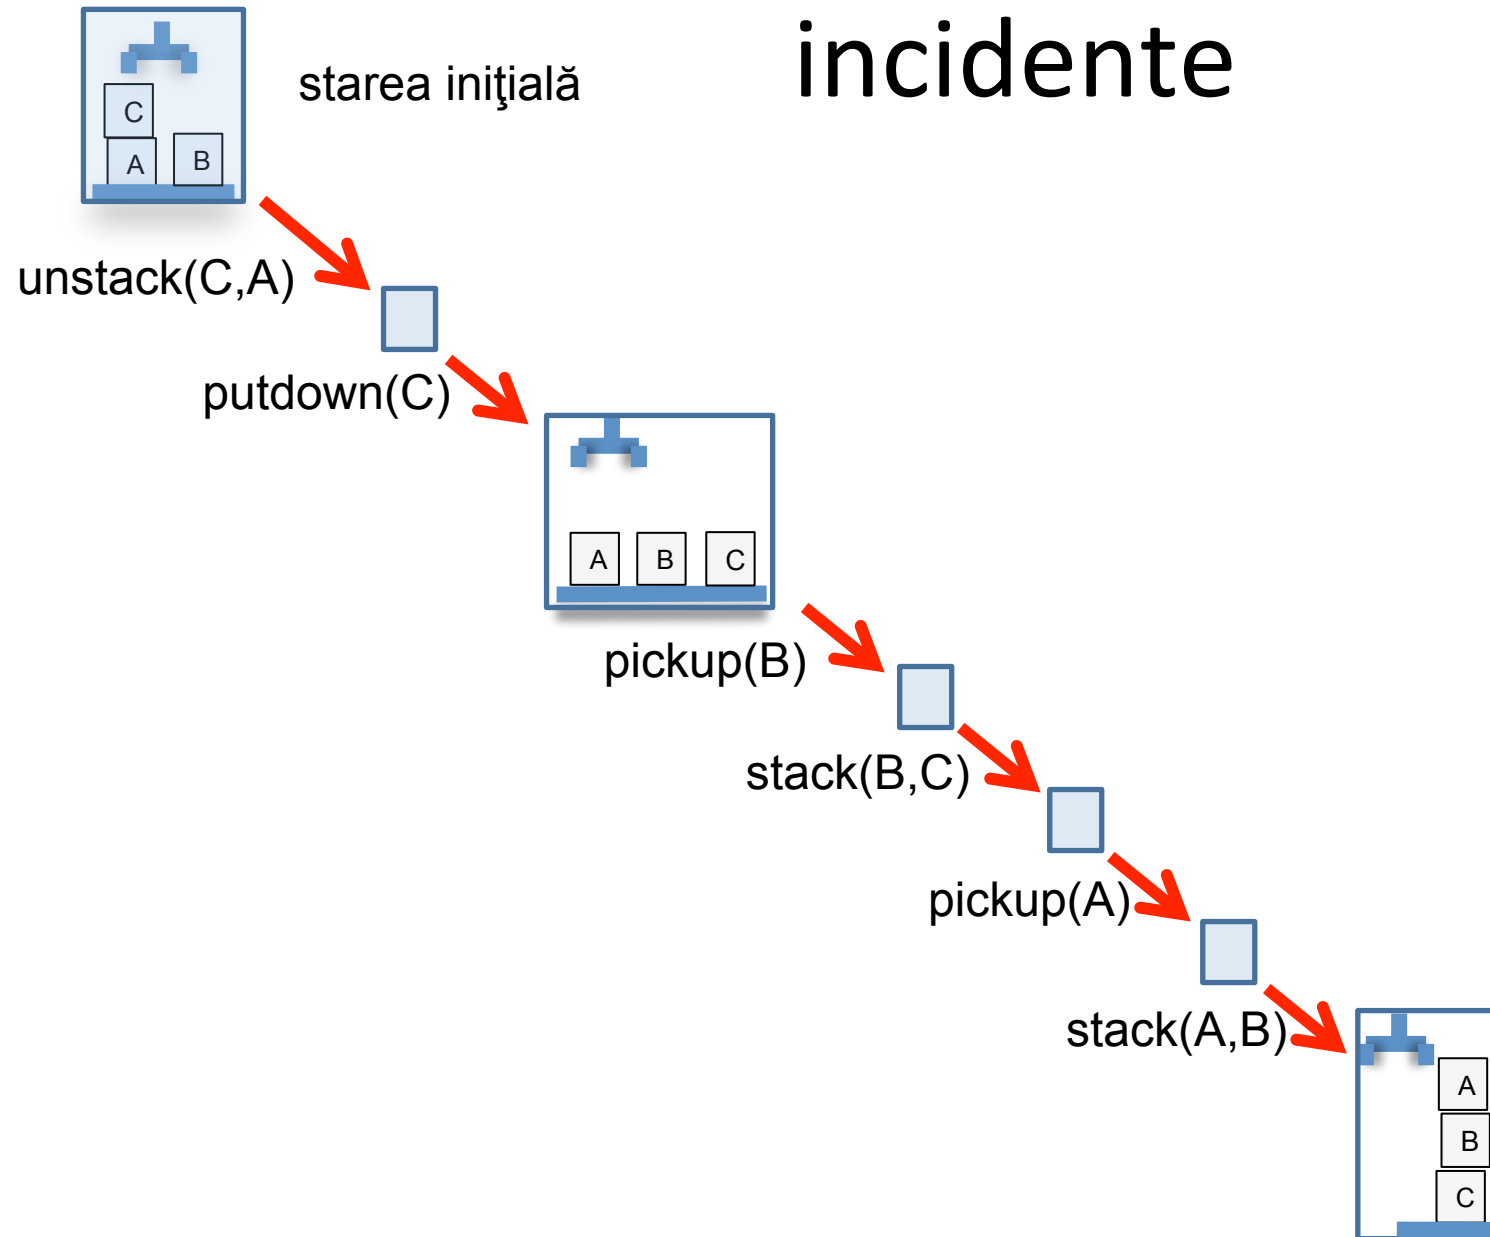 incidente
starea iniţială
C
A B
unstack(C,A)
putdown(C)
A B C
pickup(B)
stack(B,C)
pickup(A)
stack(A,B)
A
B
C